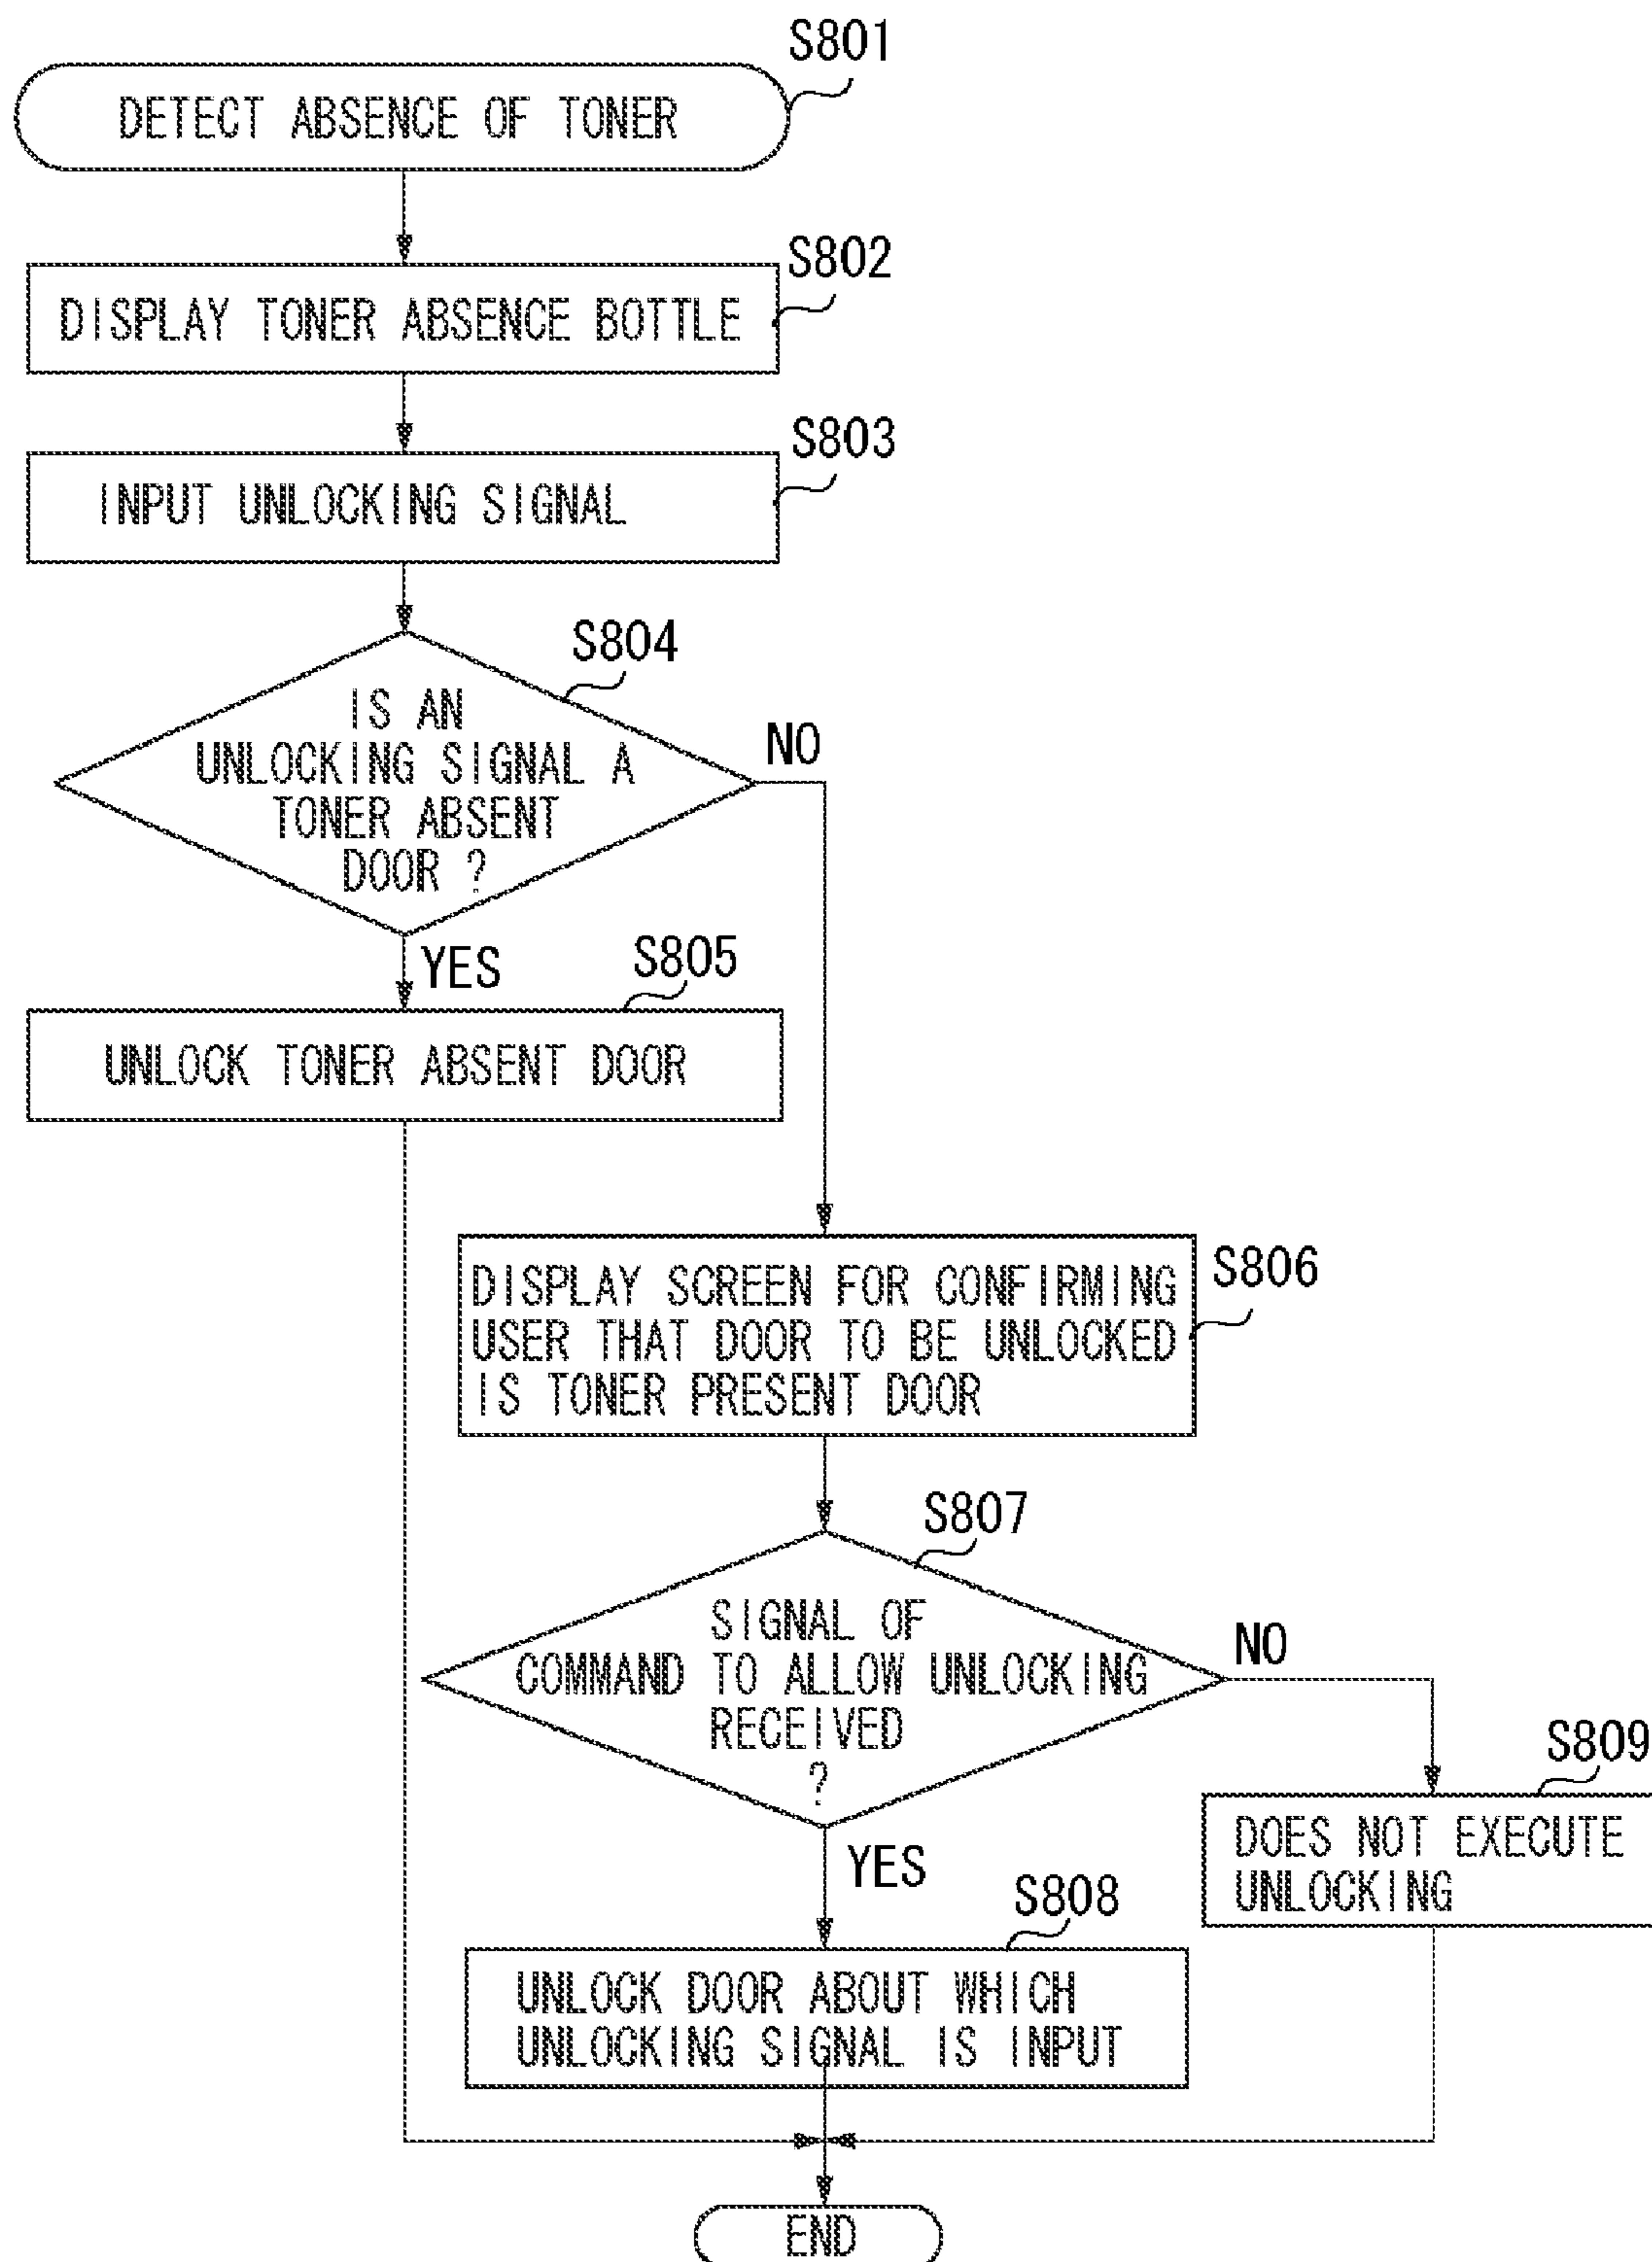 S801
DETECT ABSENCE OF TONER
S802
DISPLAY TONER ABSENCE BOTTLE
S803
INPUT UNLOCKING SIGNAL
S804
IS AN
UNLOCKING SIGNAL A
TONER ABSENT
DOOR ?
NO
YES
S805
UNLOCK TONER ABSENT DOOR
S806
DISPLAY SCREEN FOR CONFIRMING
USER THAT DOOR TO BE UNLOCKED
IS TONER PRESENT DOOR
S807
SIGNAL OF
COMMAND TO ALLOW UNLOCKING
RECEIVED
?
NO
YES
S809
DOES NOT EXECUTE
UNLOCKING
S808
UNLOCK DOOR ABOUT WHICH
UNLOCKING SIGNAL IS INPUT
END